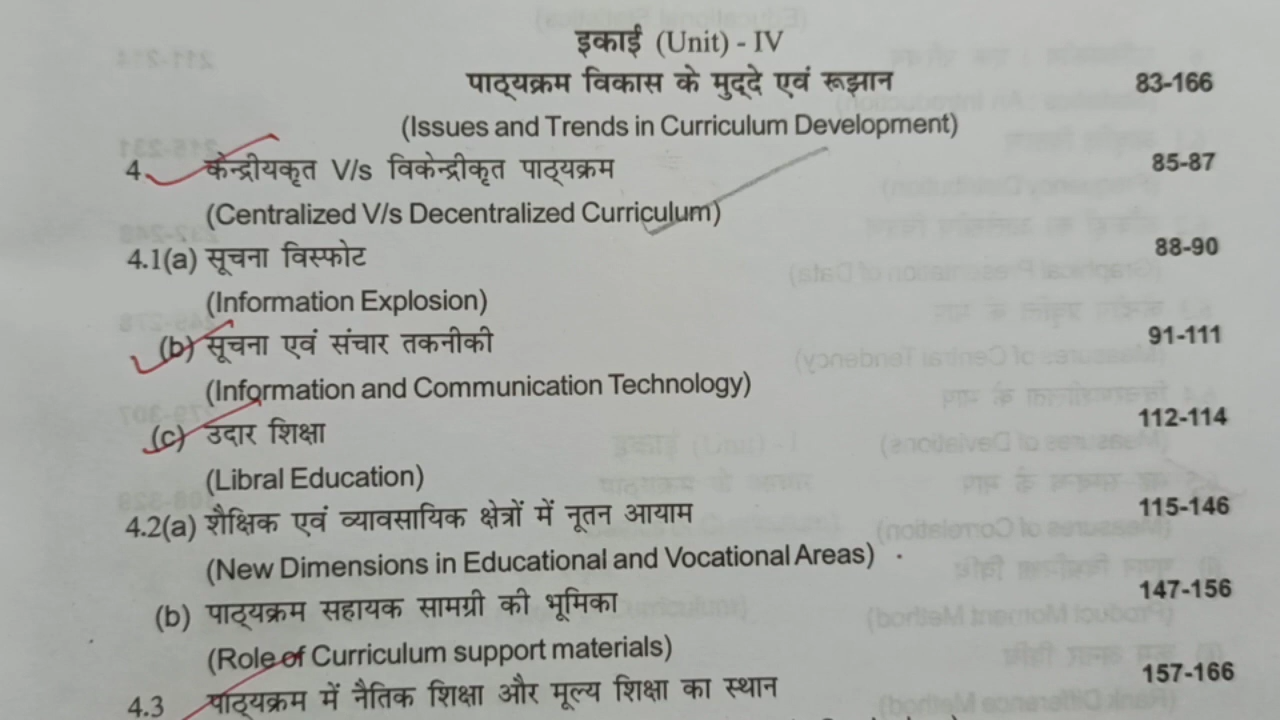 इकाई (Unit) - IV
पाठ्यक्रम विकास के मुद्दे एवं रूझान 83-166
(Issues and Trends in Curriculum Development)
4. केन्द्रीयकृत V/s विकेन्द्रीकृत पाठ्यक्रम 85-87
(Centralized V/s Decentralized Curriculum)
4.1(a) सूचना विस्फोट 88-90
(Information Explosion)
(b) सूचना एवं संचार तकनीकी 91-111
(Information and Communication Technology)
(c) उदार शिक्षा 112-114
(Libral Education)
4.2(a) शैक्षिक एवं व्यावसायिक क्षेत्रों में नूतन आयाम 115-146
(New Dimensions in Educational and Vocational Areas)
(b) पाठ्यक्रम सहायक सामग्री की भूमिका 147-156
(Role of Curriculum support materials)
4.3 पाठ्यक्रम में नैतिक शिक्षा और मूल्य शिक्षा का स्थान 157-166